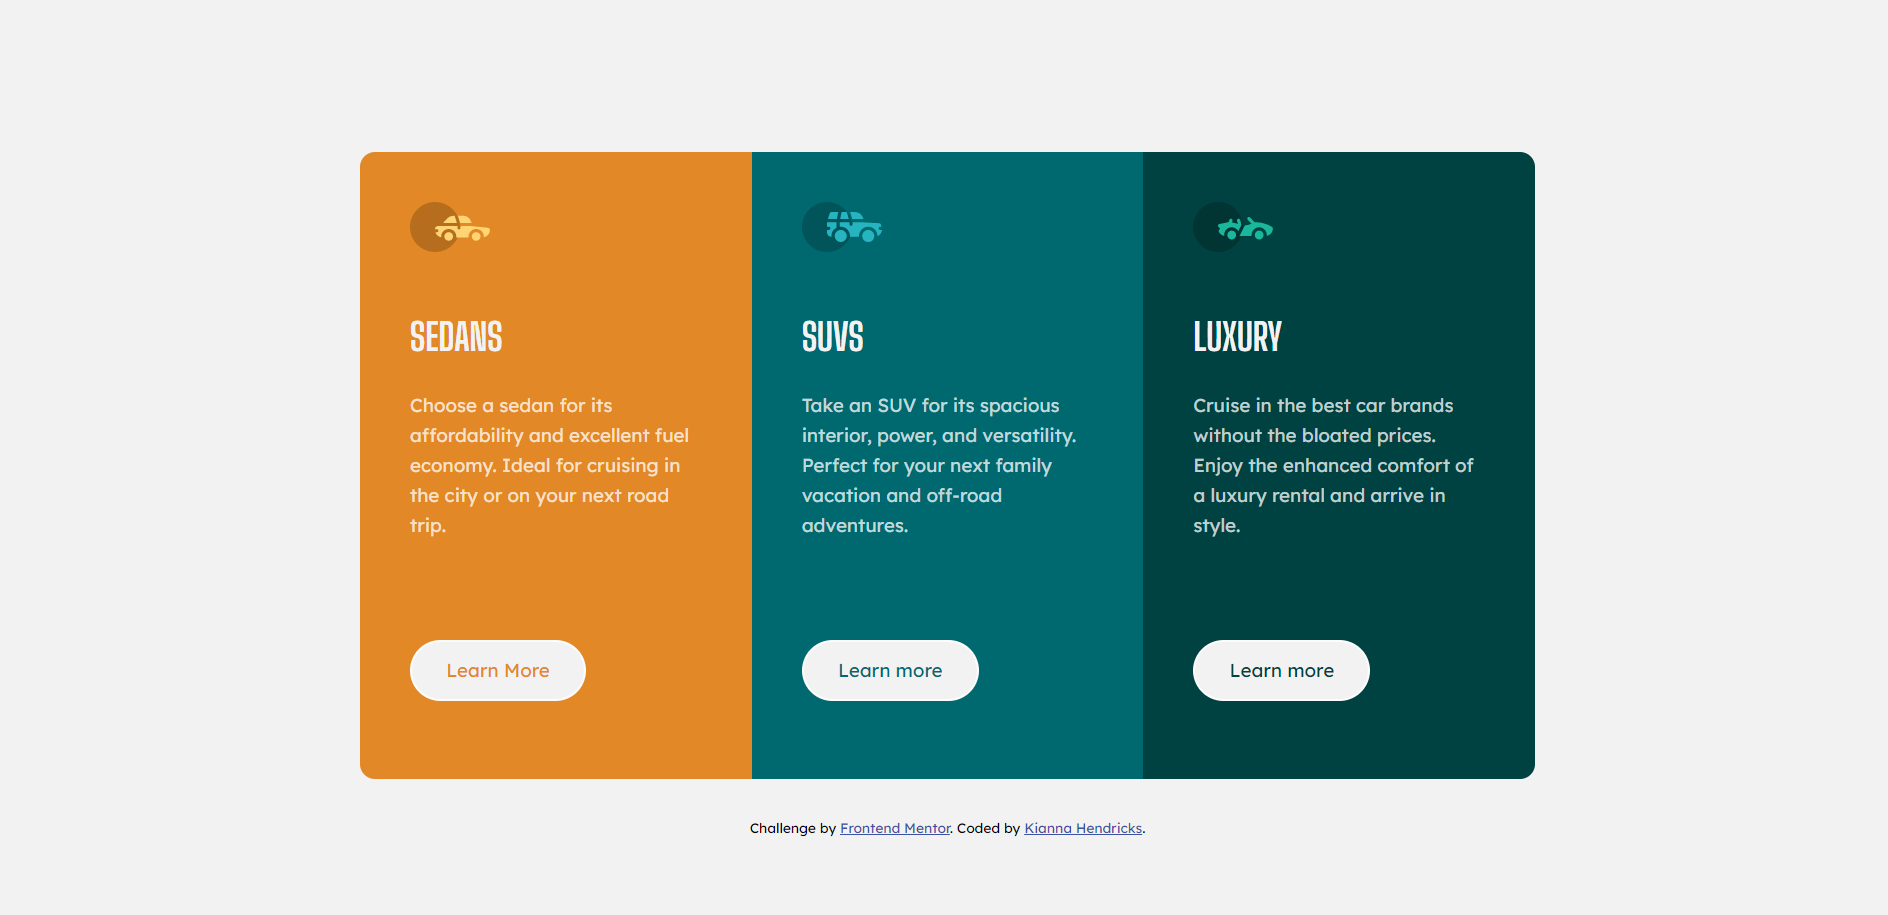 SEDANS
Choose a sedan for its
affordability and excellent fuel
economy. Ideal for cruising in
the city or on your next road
trip.
Learn More
SUVS
Take an SUV for its spacious
interior, power, and versatility.
Perfect for your next family
vacation and off-road
adventures.
Learn more
LUXURY
Cruise in the best car brands
without the bloated prices.
Enjoy the enhanced comfort of
a luxury rental and arrive in
style.
Learn more
Challenge by Frontend Mentor. Coded by Kianna Hendricks.